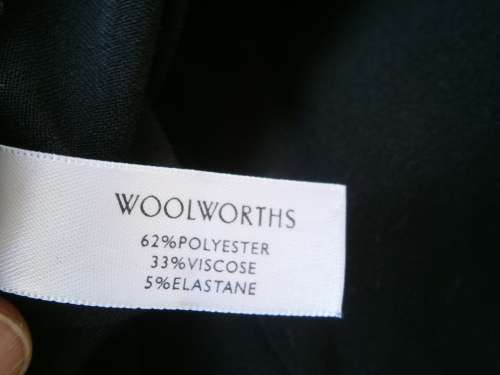 WOOLWORTHS
62%POLYESTER
33%VISCOSE
5%ELASTANE